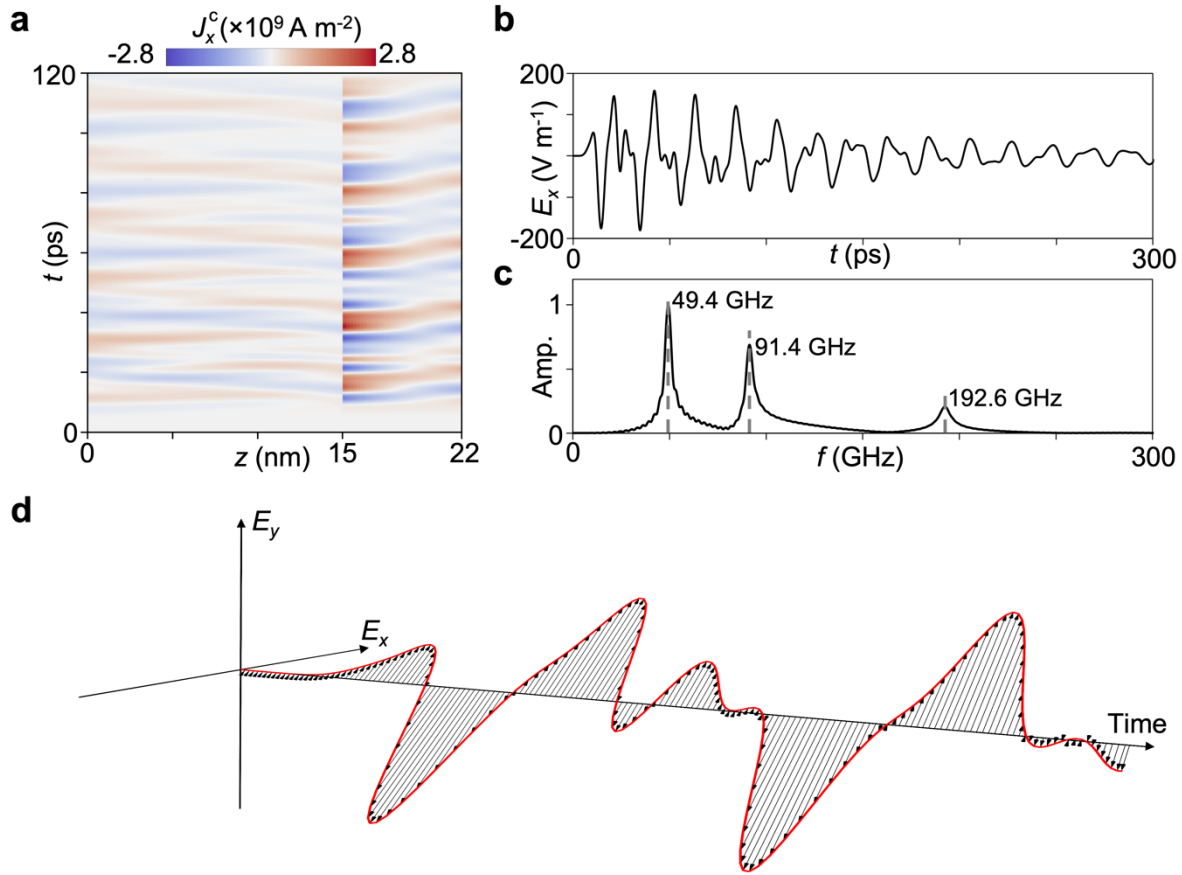 a
J_x^c (×10⁹ A m⁻²)
-2.8
2.8
120
t (ps)
0
0
z (nm)
15
22
b
200
E_x (V m⁻¹)
-200
0
t (ps)
300
c
1
Amp.
0
49.4 GHz
91.4 GHz
192.6 GHz
0
f (GHz)
300
d
E_y
E_x
Time